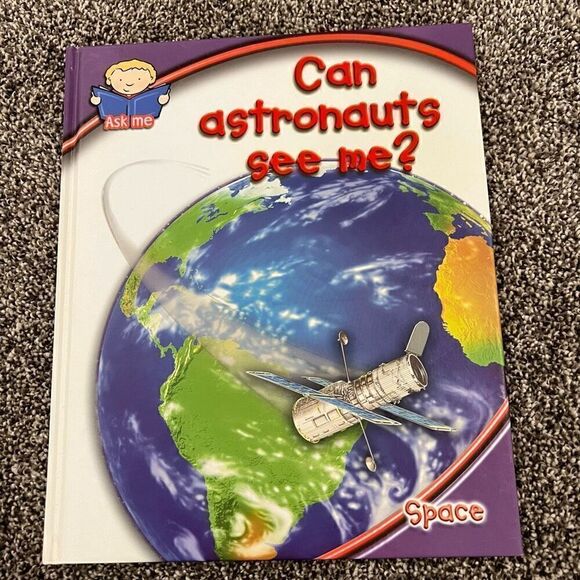 Ask me
Can
astronauts
see me?
Space